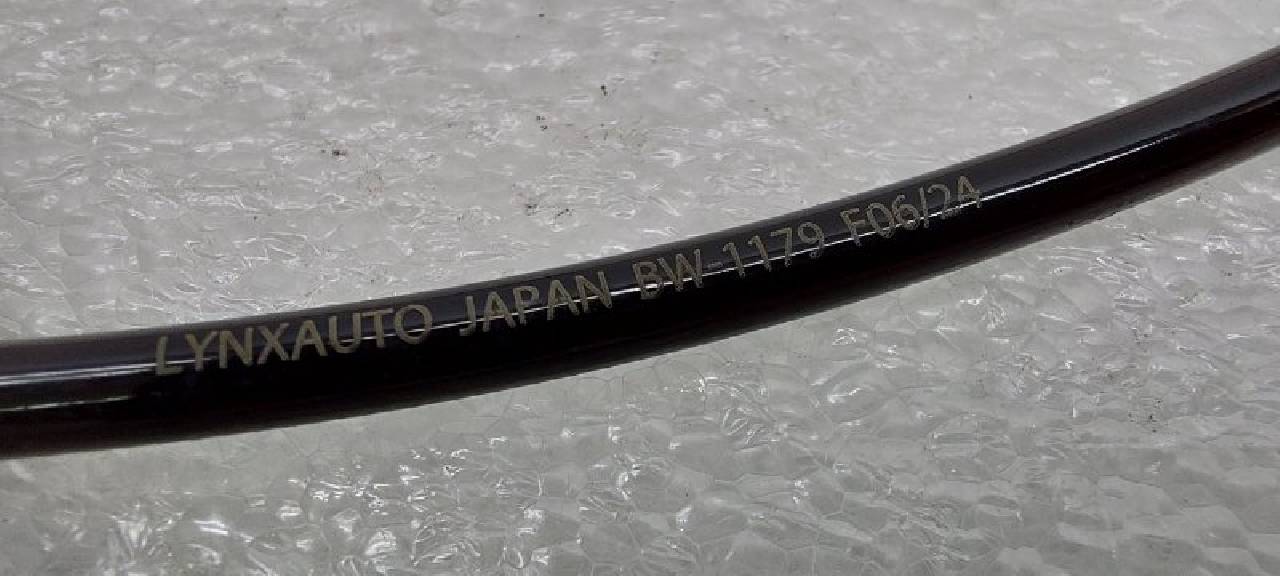 LYNXAUTO JAPAN BW-1179 F06/24